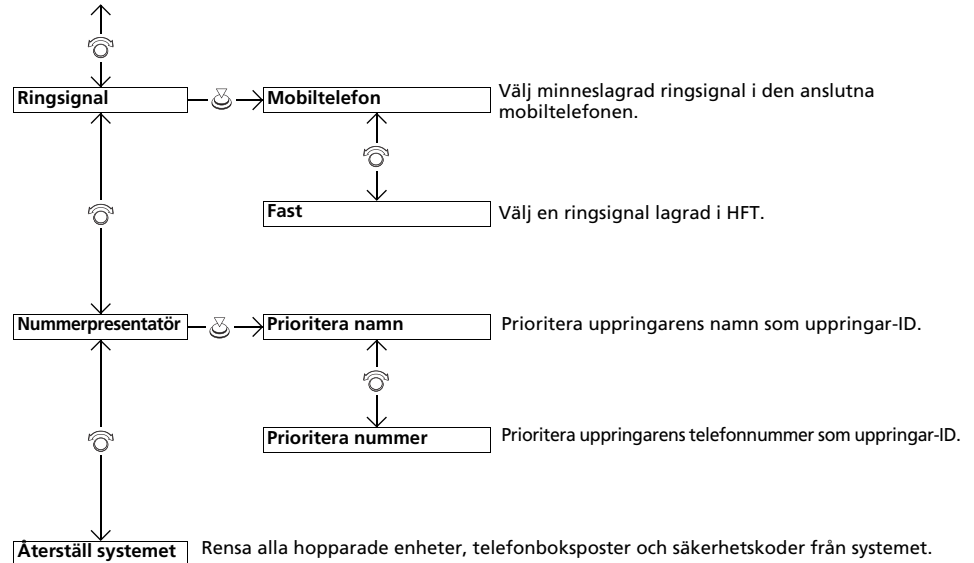 Ringsignal
Mobiltelefon
Välj minneslagrad ringsignal i den anslutna
mobiltelefonen.
Fast
Välj en ringsignal lagrad i HFT.
Nummerpresentatör
Prioritera namn
Prioritera uppringarens namn som uppringar-ID.
Prioritera nummer
Prioritera uppringarens telefonnummer som uppringar-ID.
Återställ systemet
Rensa alla hopparade enheter, telefonboksposter och säkerhetskoder från systemet.